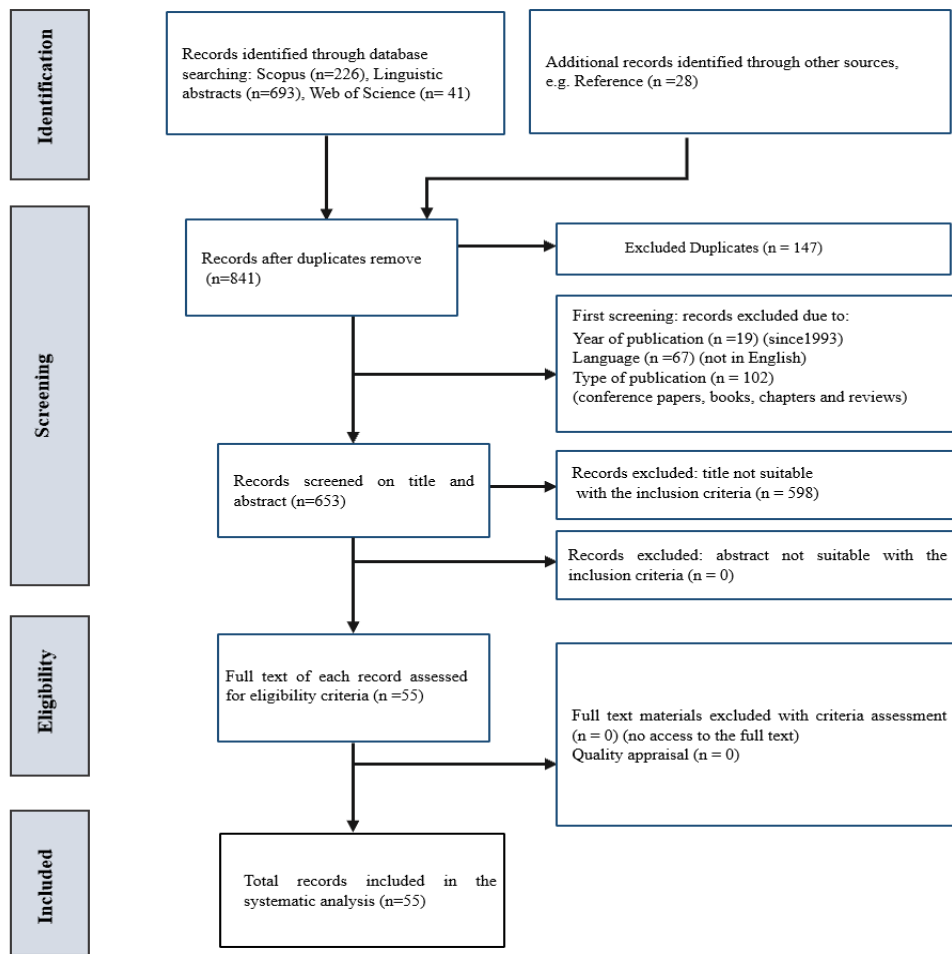 Identification
Records identified through database
searching: Scopus (n=226), Linguistic
abstracts (n=693), Web of Science (n= 41)
Additional records identified through other sources,
e.g. Reference (n =28)
Screening
Records after duplicates remove
(n=841)
Excluded Duplicates (n = 147)
First screening: records excluded due to:
Year of publication (n =19) (since1993)
Language (n =67) (not in English)
Type of publication (n = 102)
(conference papers, books, chapters and reviews)
Records screened on title and
abstract (n=653)
Records excluded: title not suitable
with the inclusion criteria (n = 598)
Records excluded: abstract not suitable with the
inclusion criteria (n = 0)
Eligibility
Full text of each record assessed
for eligibility criteria (n =55)
Full text materials excluded with criteria assessment
(n = 0) (no access to the full text)
Quality appraisal (n = 0)
Included
Total records included in the
systematic analysis (n=55)